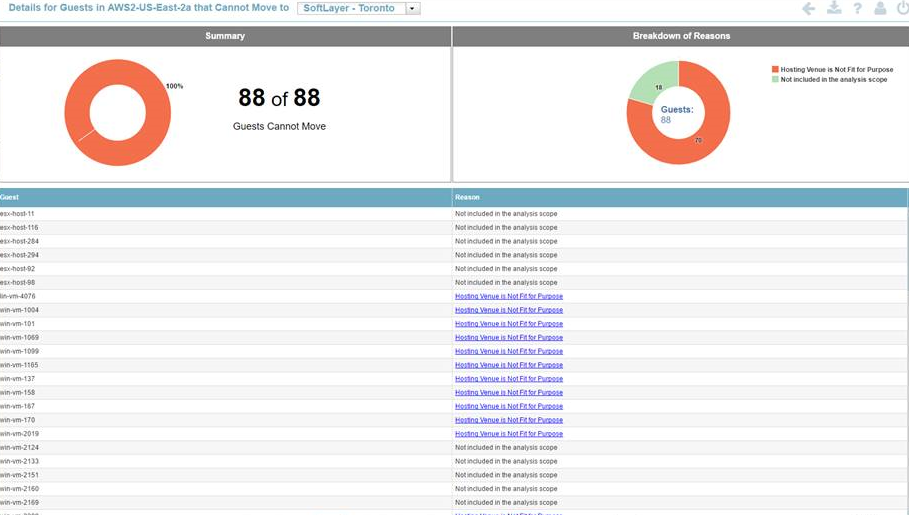 Details for Guests in AWS2-US-East-2a that Cannot Move to SoftLayer - Toronto
Summary
Breakdown of Reasons
100%
88 of 88
Guests Cannot Move
18
Guests:
88
70
Hosting Venue is Not Fit for Purpose
Not included in the analysis scope
Guest Reason
esx-host-11 Not included in the analysis scope
esx-host-116 Not included in the analysis scope
esx-host-284 Not included in the analysis scope
esx-host-294 Not included in the analysis scope
esx-host-92 Not included in the analysis scope
esx-host-98 Not included in the analysis scope
lin-vm-4076 Hosting Venue is Not Fit for Purpose
win-vm-1004 Hosting Venue is Not Fit for Purpose
win-vm-101 Hosting Venue is Not Fit for Purpose
win-vm-1069 Hosting Venue is Not Fit for Purpose
win-vm-1099 Hosting Venue is Not Fit for Purpose
win-vm-1165 Hosting Venue is Not Fit for Purpose
win-vm-137 Hosting Venue is Not Fit for Purpose
win-vm-158 Hosting Venue is Not Fit for Purpose
win-vm-167 Hosting Venue is Not Fit for Purpose
win-vm-170 Hosting Venue is Not Fit for Purpose
win-vm-2019 Hosting Venue is Not Fit for Purpose
win-vm-2124 Not included in the analysis scope
win-vm-2133 Not included in the analysis scope
win-vm-2151 Not included in the analysis scope
win-vm-2160 Not included in the analysis scope
win-vm-2169 Not included in the analysis scope